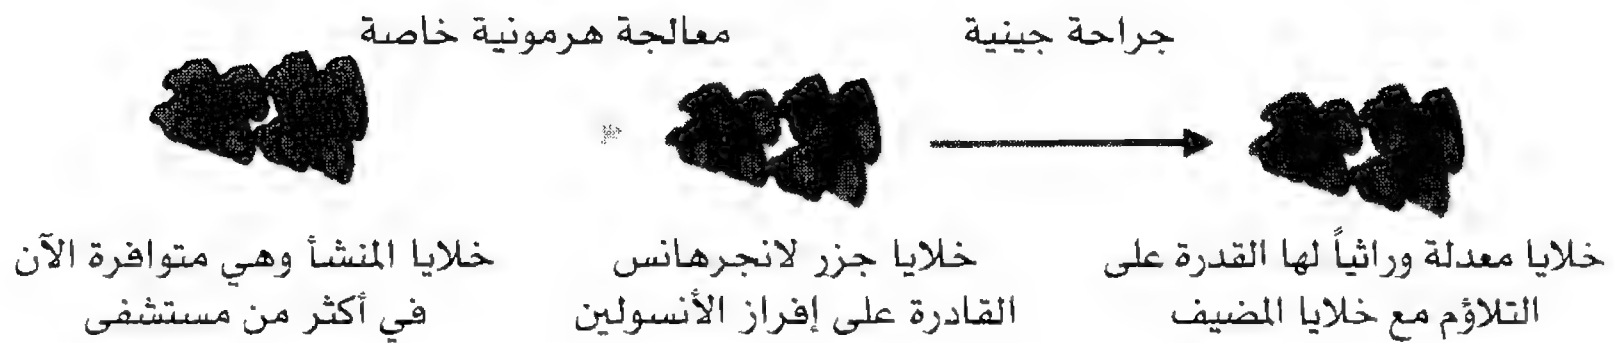 معالجة هرمونية خاصة
جراحة جينية
خلايا المنشأ وهي متوافرة الآن
في أكثر من مستشفى
خلايا جزر لانجرهانس
القادرة على إفراز الأنسولين
خلايا معدلة وراثياً لها القدرة على
التلاؤم مع خلايا المضيف